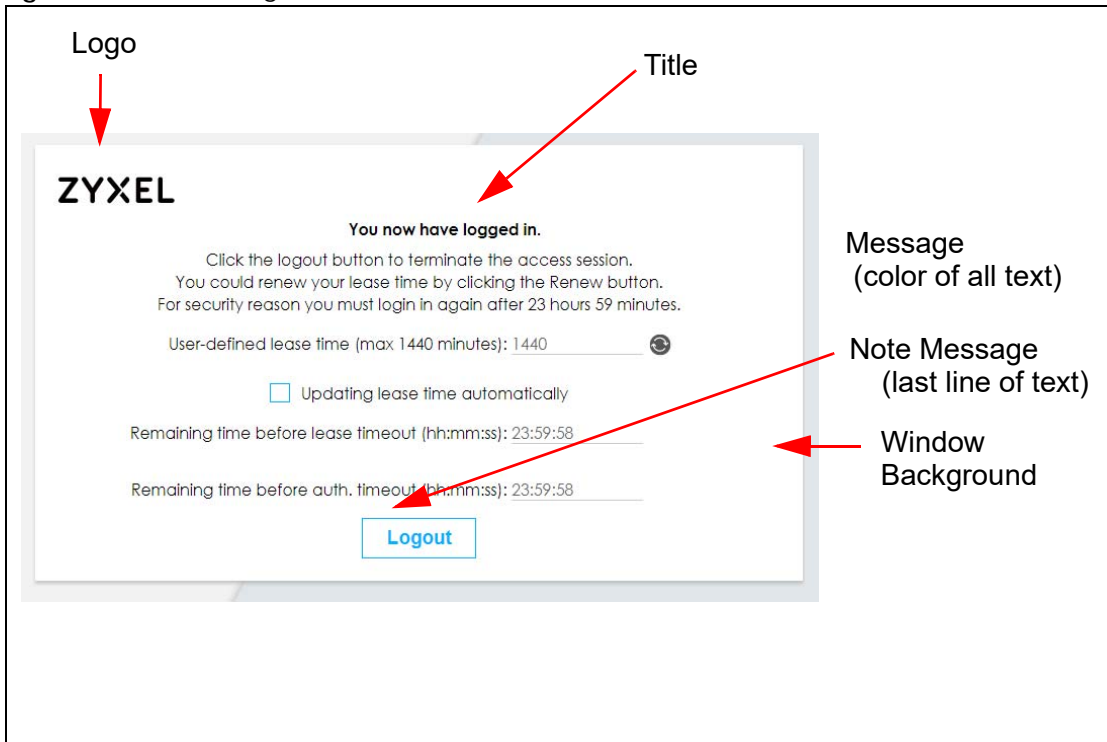 Logo
Title
ZYXEL
You now have logged in.
Click the logout button to terminate the access session.
You could renew your lease time by clicking the Renew button.
For security reason you must login in again after 23 hours 59 minutes.
User-defined lease time (max 1440 minutes): 1440
Updating lease time automatically
Remaining time before lease timeout (hh:mm:ss): 23:59:58
Remaining time before auth. timeout (hh:mm:ss): 23:59:58
Logout
Message
(color of all text)
Note Message
(last line of text)
Window
Background